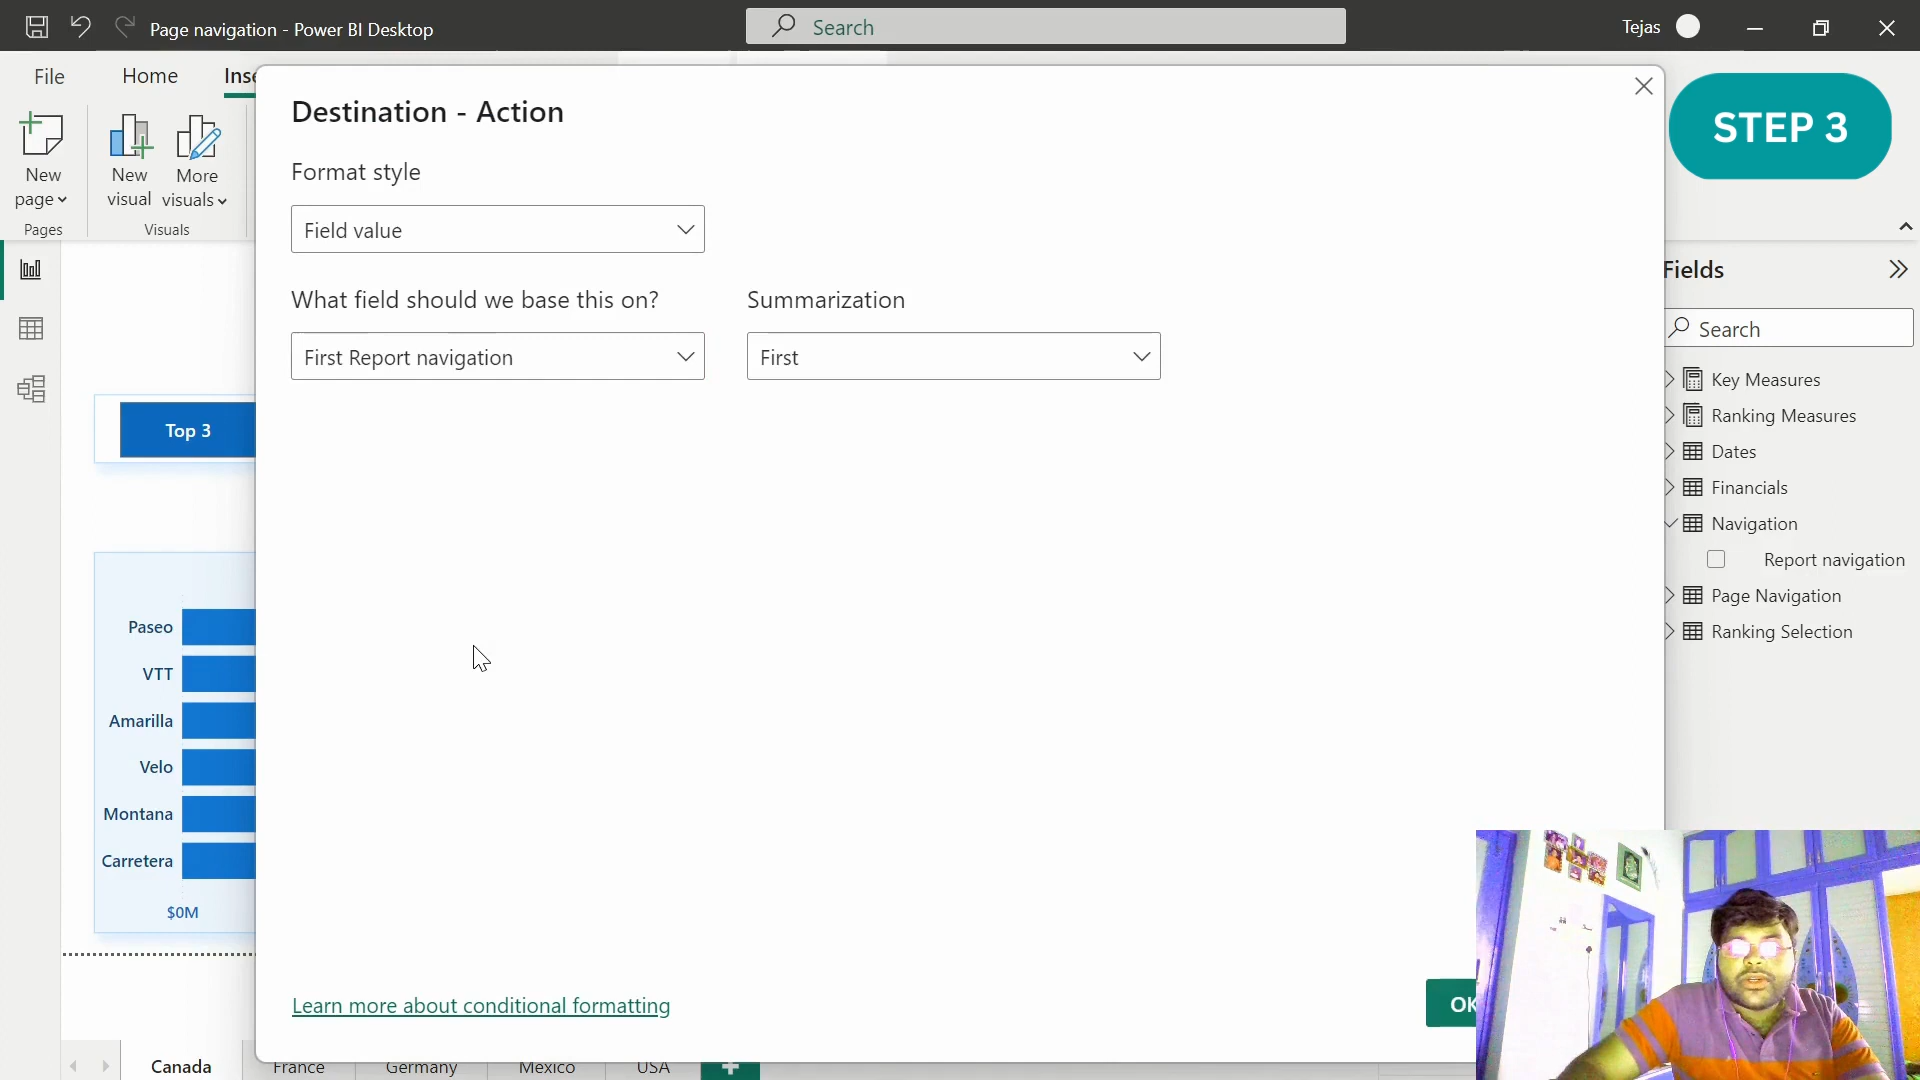 Page navigation - Power BI Desktop
Search
Tejas
File
Home
Inse
STEP 3
New page
New visual
More visuals
Pages
Visuals
Destination - Action
Format style
Field value
What field should we base this on?
Summarization
First Report navigation
First
Learn more about conditional formatting
OK
Fields
Search
Key Measures
Ranking Measures
Dates
Financials
Navigation
Report navigation
Page Navigation
Ranking Selection
Top 3
Paseo
VTT
Amarilla
Velo
Montana
Carretera
$0M
Canada
France
Germany
Mexico
USA